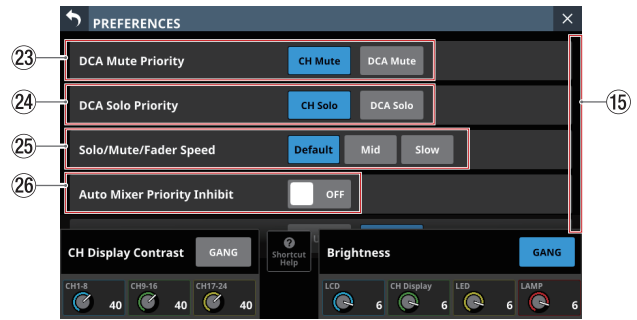 PREFERENCES
23 DCA Mute Priority CH Mute DCA Mute
24 DCA Solo Priority CH Solo DCA Solo 15
25 Solo/Mute/Fader Speed Default Mid Slow
26 Auto Mixer Priority Inhibit OFF
CH Display Contrast GANG ? Shortcut Help Brightness GANG
CH1-8 CH9-16 CH17-24 LCD CH Display LED LAMP
40 40 40 6 6 6 6